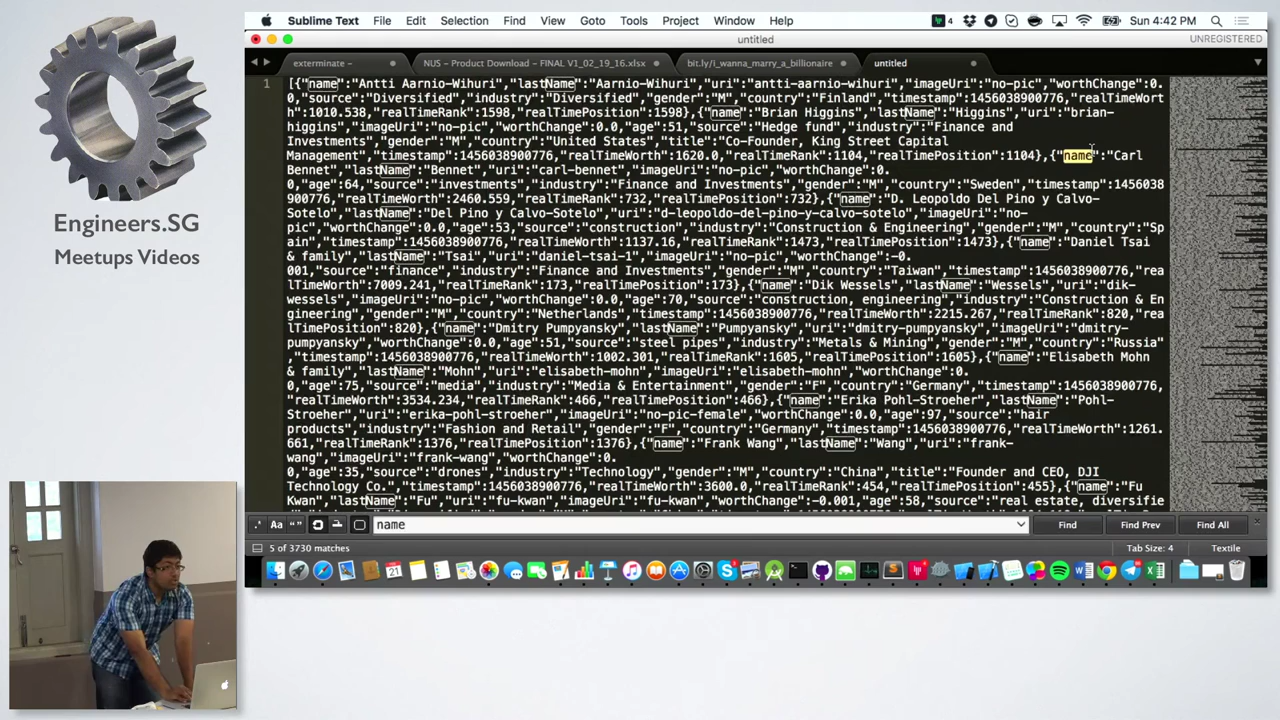 Sublime Text File Edit Selection Find View Goto Tools Project Window Help 4 Sun 4:42 PM
untitled UNREGISTERED
exterminate – NUS - Product Download - FINAL V1_02_19_16.xlsx bit.ly/i_wanna_marry_a_billionaire untitled
1 [{"name":"Antti Aarnio-Wihuri","lastName":"Aarnio-Wihuri","uri":"antti-aarnio-wihuri","imageUri":"no-pic","worthChange":0.
0,"source":"Diversified","industry":"Diversified","gender":"M","country":"Finland","timestamp":1456038900776,"realTimeWort
h":1010.538,"realTimeRank":1598,"realTimePosition":1598},{"name":"Brian Higgins","lastName":"Higgins","uri":"brian-
higgins","imageUri":"no-pic","worthChange":0.0,"age":51,"source":"Hedge fund","industry":"Finance and
Investments","gender":"M","country":"United States","title":"Co-Founder, King Street Capital
Management","timestamp":1456038900776,"realTimeWorth":1620.0,"realTimeRank":1104,"realTimePosition":1104},{"name":"Carl
Bennet","lastName":"Bennet","uri":"carl-bennet","imageUri":"no-pic","worthChange":0.
0,"age":64,"source":"investments","industry":"Finance and Investments","gender":"M","country":"Sweden","timestamp":1456038
900776,"realTimeWorth":2460.559,"realTimeRank":732,"realTimePosition":732},{"name":"D. Leopoldo Del Pino y Calvo-
Sotelo","lastName":"Del Pino y Calvo-Sotelo","uri":"d-leopoldo-del-pino-y-calvo-sotelo","imageUri":"no-
pic","worthChange":0.0,"age":53,"source":"construction","industry":"Construction & Engineering","gender":"M","country":"Sp
ain","timestamp":1456038900776,"realTimeWorth":1137.16,"realTimeRank":1473,"realTimePosition":1473},{"name":"Daniel Tsai
& family","lastName":"Tsai","uri":"daniel-tsai-1","imageUri":"no-pic","worthChange":-0.
001,"source":"finance","industry":"Finance and Investments","gender":"M","country":"Taiwan","timestamp":1456038900776,"rea
lTimeWorth":7009.241,"realTimeRank":173,"realTimePosition":173},{"name":"Dik Wessels","lastName":"Wessels","uri":"dik-
wessels","imageUri":"no-pic","worthChange":0.0,"age":70,"source":"construction, engineering","industry":"Construction & En
gineering","gender":"M","country":"Netherlands","timestamp":1456038900776,"realTimeWorth":2215.267,"realTimeRank":820,"rea
lTimePosition":820},{"name":"Dmitry Pumpyansky","lastName":"Pumpyansky","uri":"dmitry-pumpyansky","imageUri":"dmitry-
pumpyansky","worthChange":0.0,"age":51,"source":"steel pipes","industry":"Metals & Mining","gender":"M","country":"Russia"
,"timestamp":1456038900776,"realTimeWorth":1002.301,"realTimeRank":1605,"realTimePosition":1605},{"name":"Elisabeth Mohn
& family","lastName":"Mohn","uri":"elisabeth-mohn","imageUri":"elisabeth-mohn","worthChange":0.
0,"age":75,"source":"media","industry":"Media & Entertainment","gender":"F","country":"Germany","timestamp":1456038900776,
"realTimeWorth":3534.234,"realTimeRank":466,"realTimePosition":466},{"name":"Erika Pohl-Stroeher","lastName":"Pohl-
Stroeher","uri":"erika-pohl-stroeher","imageUri":"no-pic-female","worthChange":0.0,"age":97,"source":"hair
products","industry":"Fashion and Retail","gender":"F","country":"Germany","timestamp":1456038900776,"realTimeWorth":1261.
661,"realTimeRank":1376,"realTimePosition":1376},{"name":"Frank Wang","lastName":"Wang","uri":"frank-
wang","imageUri":"frank-wang","worthChange":0.
0,"age":35,"source":"drones","industry":"Technology","gender":"M","country":"China","title":"Founder and CEO, DJI
Technology Co.","timestamp":1456038900776,"realTimeWorth":3600.0,"realTimeRank":454,"realTimePosition":455},{"name":"Fu
Kwan","lastName":"Fu","uri":"fu-kwan","imageUri":"fu-kwan","worthChange":-0.001,"age":58,"source":"real estate, diversifie
.* Aa “” name Find Find Prev Find All
5 of 3730 matches Tab Size: 4 Textile
Engineers.SG
Meetups Videos